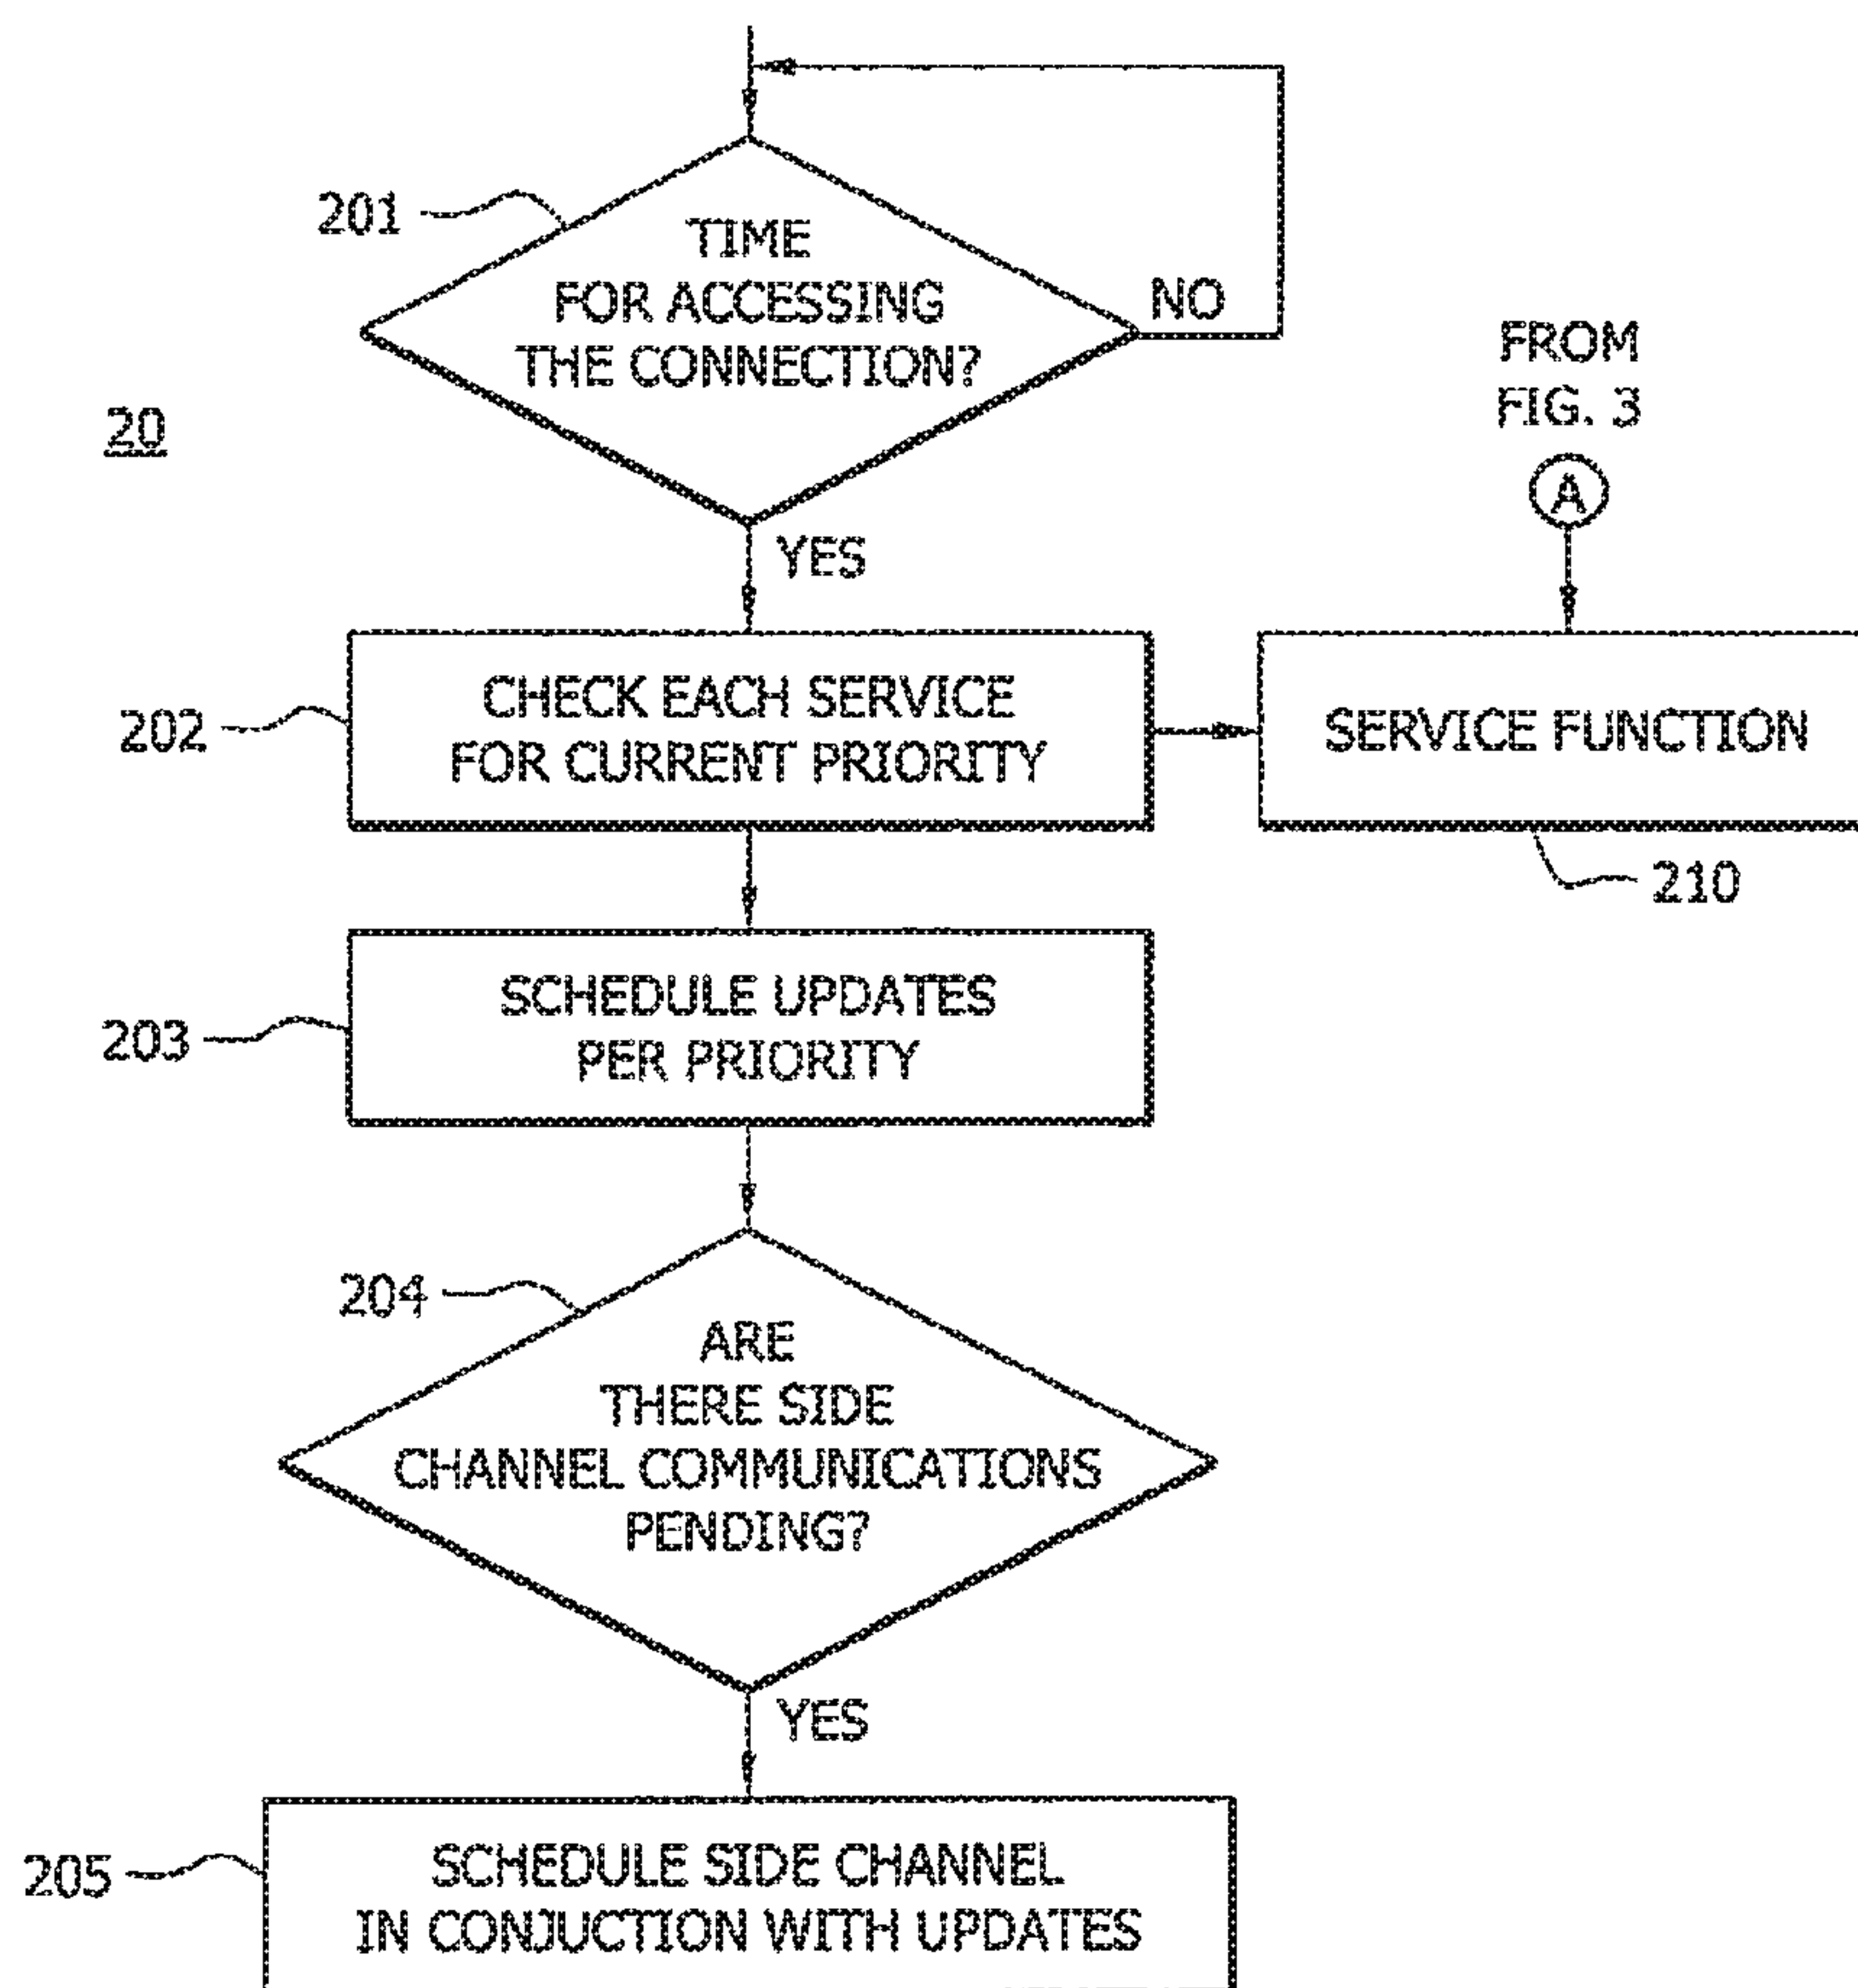 201
TIME
FOR ACCESSING
THE CONNECTION?
NO
20
FROM
FIG. 3
A
YES
202
CHECK EACH SERVICE
FOR CURRENT PRIORITY
SERVICE FUNCTION
210
203
SCHEDULE UPDATES
PER PRIORITY
204
ARE
THERE SIDE
CHANNEL COMMUNICATIONS
PENDING?
YES
205
SCHEDULE SIDE CHANNEL
IN CONJUCTION WITH UPDATES